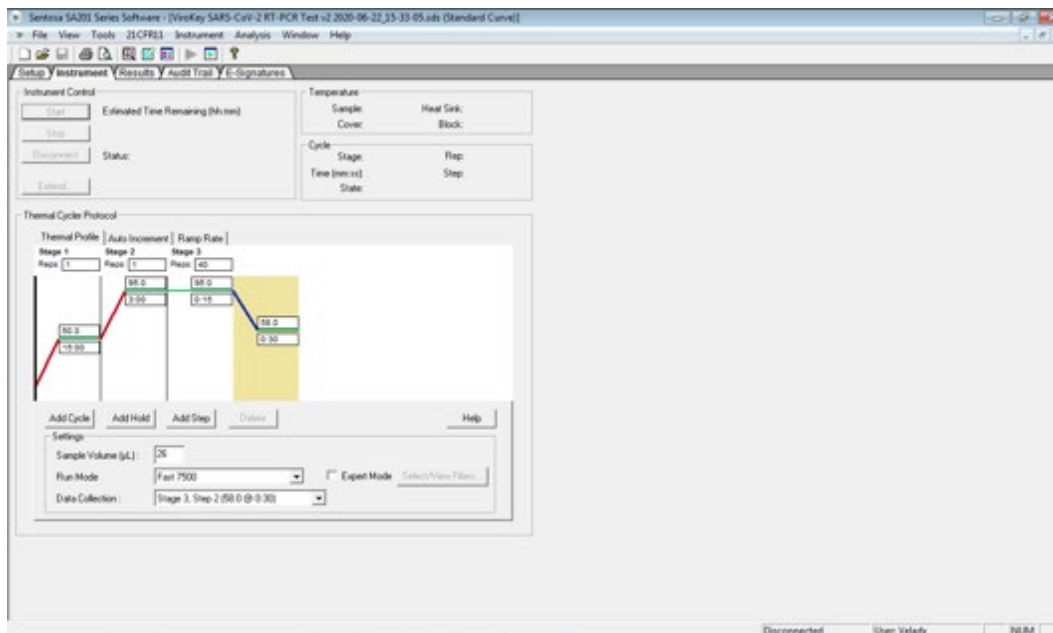 Sentosa SA201 Series Software - [ViroKey SARS-CoV-2 RT-PCR Test v2 2020-06-22_15-33-05.sds (Standard Curve)]
File View Tools 21CFR11 Instrument Analysis Window Help
Setup Instrument Results Audit Trail E-Signatures
Instrument Control
Start Estimated Time Remaining (hh:mm)
Stop
Disconnect Status:
Extend...
Temperature
Sample: Heat Sink:
Cover: Block:
Cycle
Stage: Rep:
Time (mm:ss): Step:
State:
Thermal Cycler Protocol
Thermal Profile Auto Increment Ramp Rate
Stage 1 Stage 2 Stage 3
Reps: 1 Reps: 1 Reps: 40
95.0 95.0
3:00 0:15
50.0 58.0
15:00 0:30
Add Cycle Add Hold Add Step Delete Help
Settings
Sample Volume (µL) :
Run Mode Fast 7500 Expert Mode Select/View Filters...
Data Collection : Stage 3, Step 2 (58.0 @ 0:30)
Disconnected User: NUM